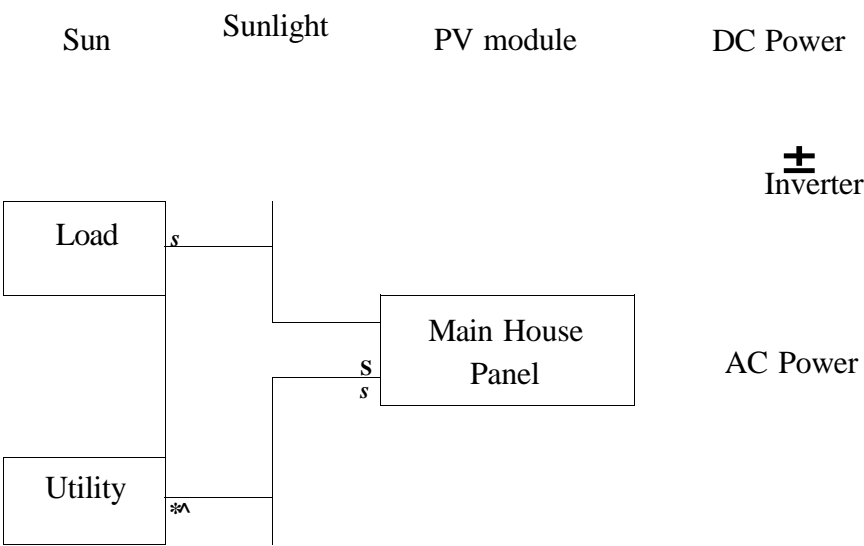 Sun
Sunlight
PV module
DC Power
±
Inverter
Load
s
Main House
Panel
AC Power
S
s
Utility
*^